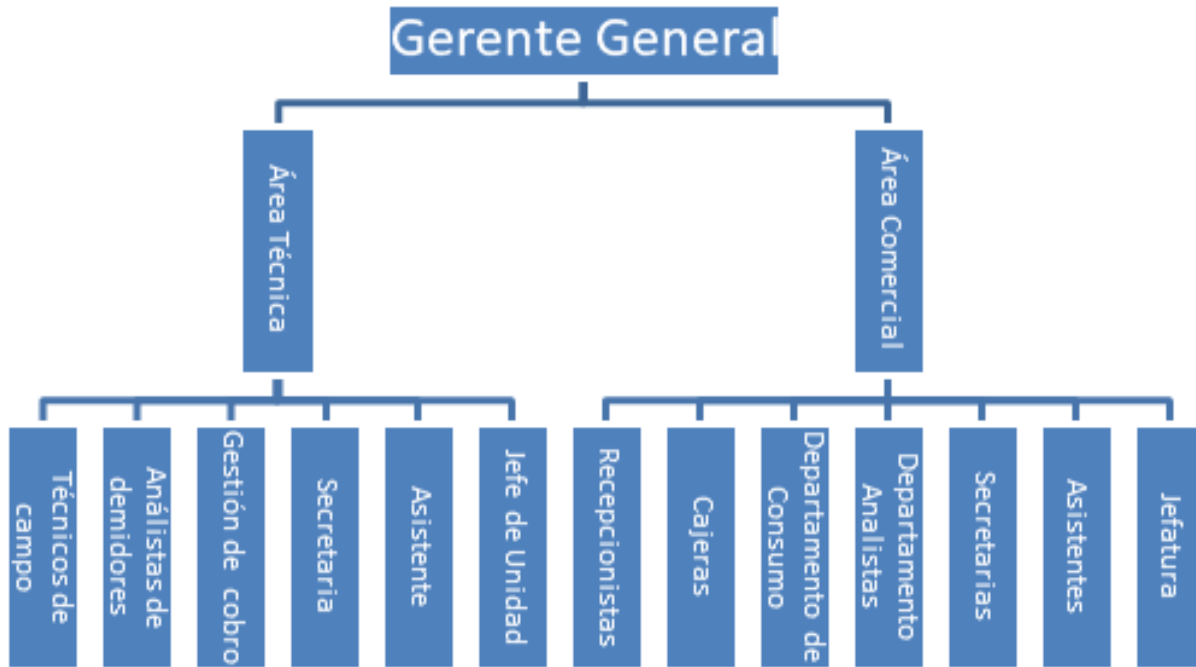 Gerente General
Área Técnica
Área Comercial
Técnicos de
campo
Análistas de
demidores
Gestión de cobro
Secretaria
Asistente
Jefe de Unidad
Recepcionistas
Cajeras
Departamento de
Consumo
Departamento
Analistas
Secretarias
Asistentes
Jefatura